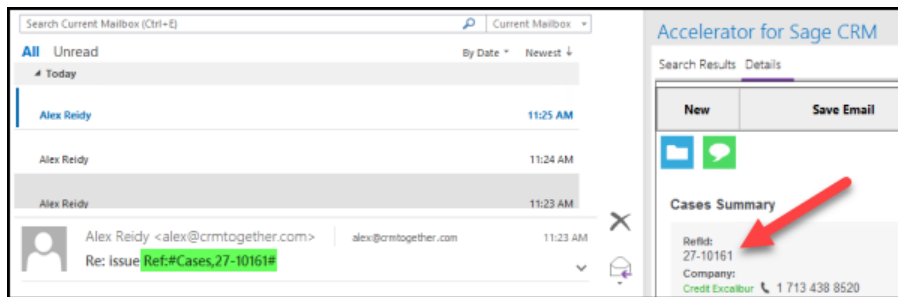 Search Current Mailbox (Ctrl+E) Current Mailbox
All Unread By Date Newest ↓
Today
Alex Reidy 11:25 AM
Alex Reidy 11:24 AM
Alex Reidy 11:23 AM
Alex Reidy <alex@crmtogether.com> alex@crmtogether.com 11:23 AM
Re: issue Ref:#Cases,27-10161#
Accelerator for Sage CRM
Search Results Details
New Save Email
Cases Summary
RefId:
27-10161
Company:
Credit Excalibur 1 713 438 8520